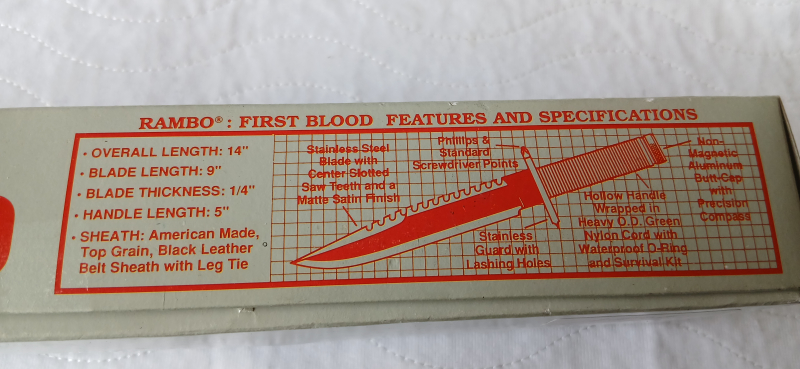 RAMBO®: FIRST BLOOD FEATURES AND SPECIFICATIONS
• OVERALL LENGTH: 14"
• BLADE LENGTH: 9"
• BLADE THICKNESS: 1/4"
• HANDLE LENGTH: 5"
• SHEATH: American Made,
Top Grain, Black Leather
Belt Sheath with Leg Tie
Stainless Steel
Blade with
Center Slotted
Saw Teeth and a
Matte Satin Finish
Phillips &
Standard
Screwdriver Points
Stainless
Guard with
Lashing Holes
Hollow Handle
Wrapped in
Heavy O.D. Green
Nylon Cord with
Waterproof O-Ring
and Survival Kit
Non-
Magnetic
Aluminum
Butt-Cap
with
Precision
Compass